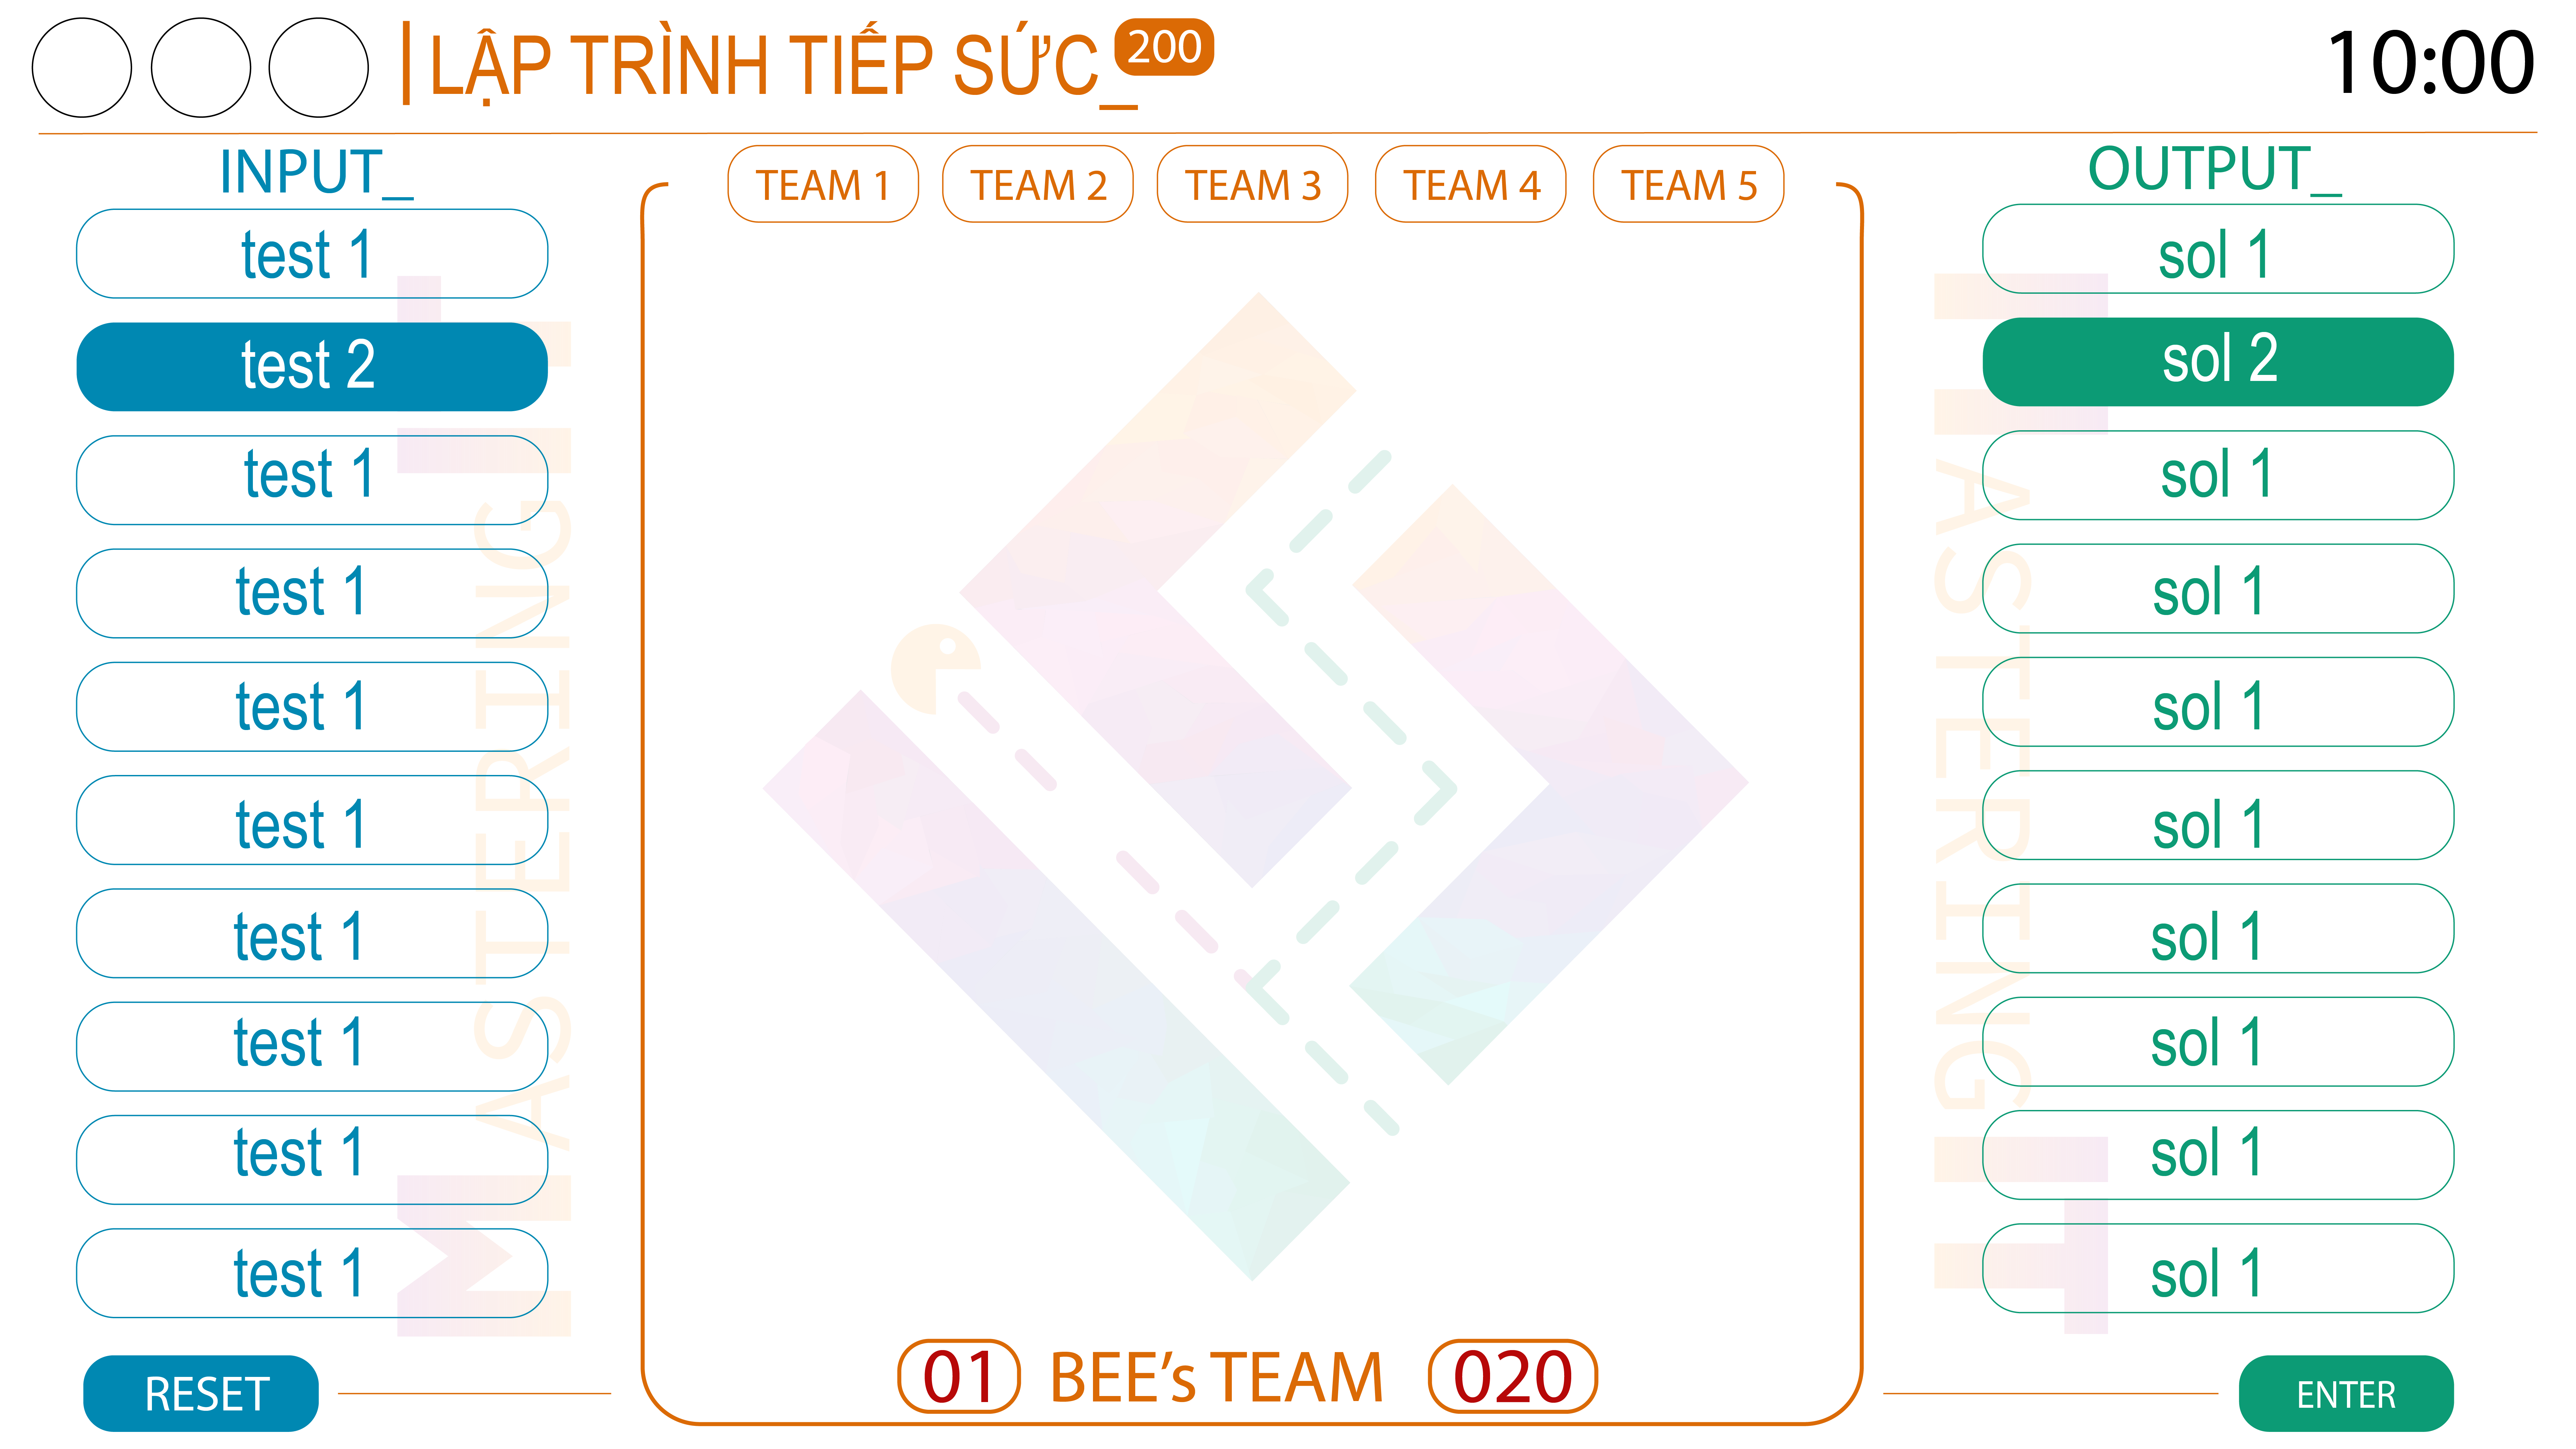 LẬP TRÌNH TIẾP SỨC_ 200
10:00
INPUT_
test 1
test 2
test 1
test 1
test 1
test 1
test 1
test 1
test 1
test 1
RESET
MASTERING IT
TEAM 1 TEAM 2 TEAM 3 TEAM 4 TEAM 5
01 BEE’s TEAM 020
OUTPUT_
sol 1
sol 2
sol 1
sol 1
sol 1
sol 1
sol 1
sol 1
sol 1
sol 1
ENTER
MASTERING IT